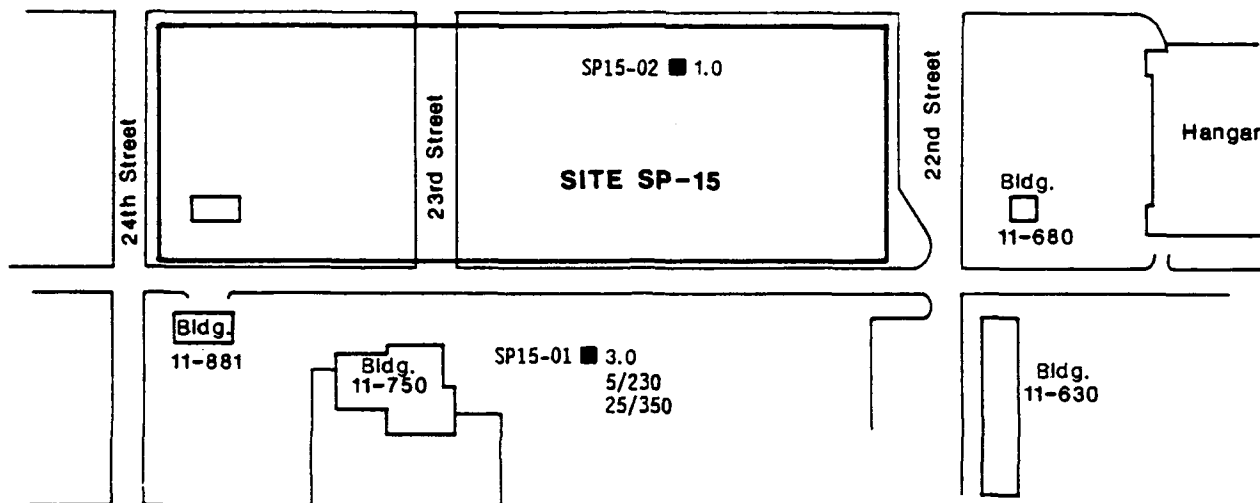 SP15-02 1.0
24th Street
23rd Street
22nd Street
Hangar
SITE SP-15
Bldg.
11-680
Bldg.
11-881
Bldg.
11-750
SP15-01 3.0
5/230
25/350
Bldg.
11-630